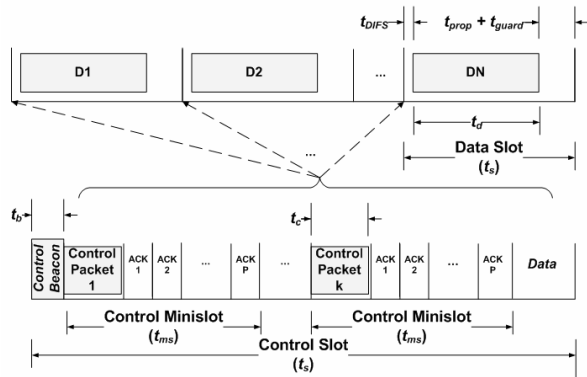 t_DIFS
t_prop + t_guard
D1
D2
...
DN
t_d
...
Data Slot
(t_s)
t_b
t_c
Control
Beacon
Control
Packet
1
ACK
1
ACK
2
...
ACK
P
...
Control
Packet
k
ACK
1
ACK
2
...
ACK
P
Data
Control Minislot
(t_ms)
Control Minislot
(t_ms)
Control Slot
(t_s)